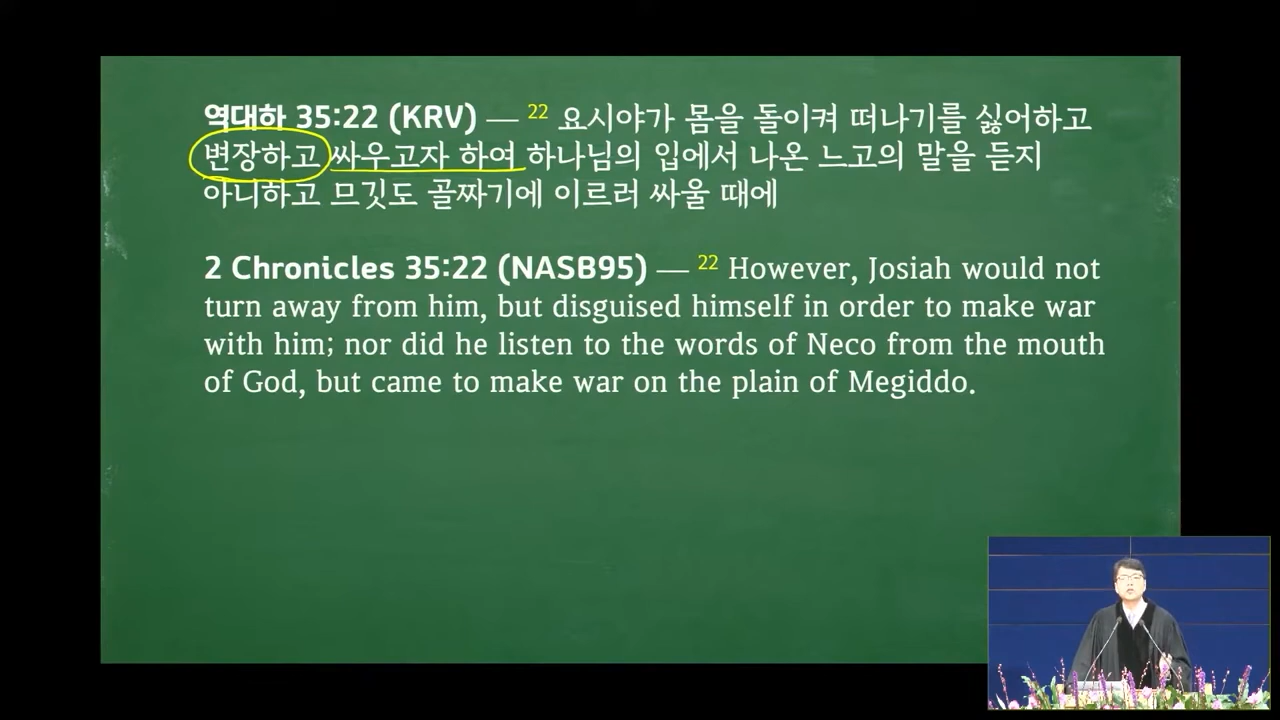 역대하 35:22 (KRV) — 22 요시야가 몸을 돌이켜 떠나기를 싫어하고
변장하고 싸우고자 하여 하나님의 입에서 나온 느고의 말을 듣지
아니하고 므깃도 골짜기에 이르러 싸울 때에
2 Chronicles 35:22 (NASB95) — 22 However, Josiah would not
turn away from him, but disguised himself in order to make war
with him; nor did he listen to the words of Neco from the mouth
of God, but came to make war on the plain of Megiddo.